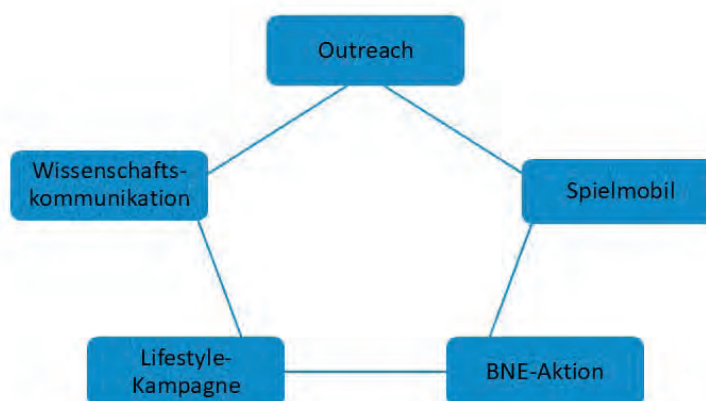 Outreach
Wissenschafts-
kommunikation
Spielmobil
Lifestyle-
Kampagne
BNE-Aktion